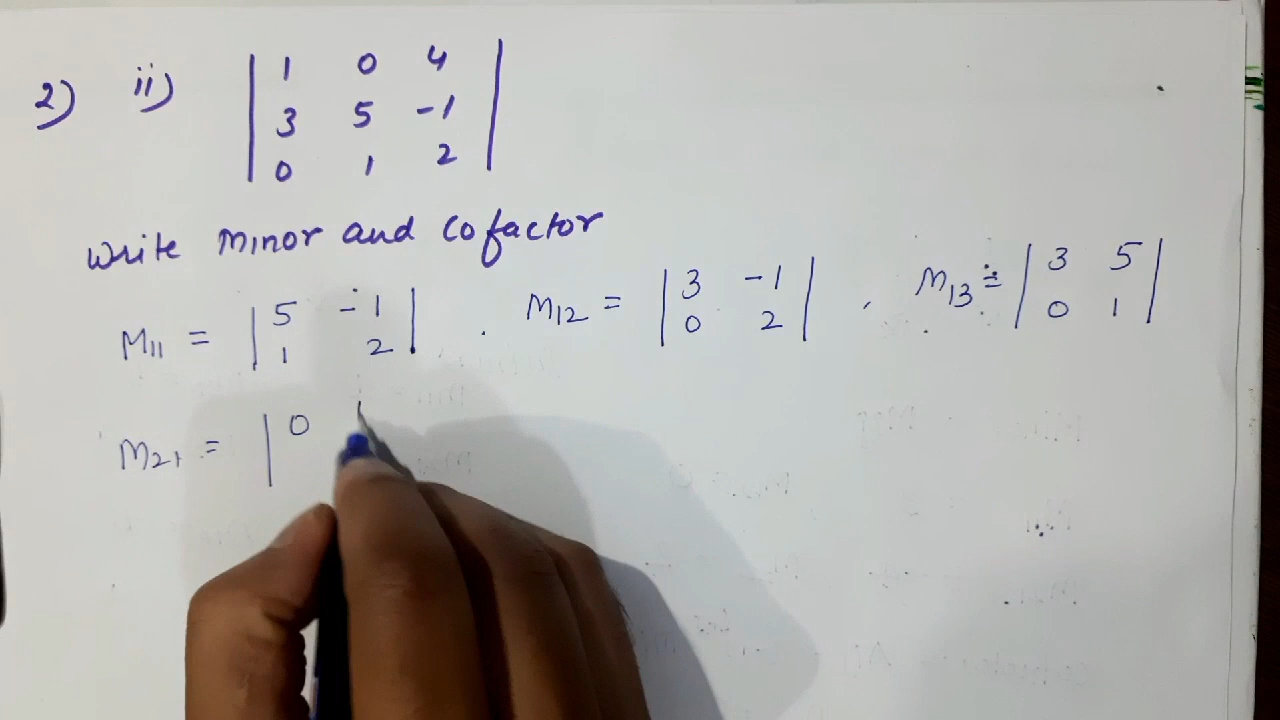 2) ii) | 1 0 4 |
| 3 5 -1 |
| 0 1 2 |
write Minor and cofactor
M11 = | 5 -1 | . M12 = | 3 -1 | , M13 = | 3 5 |
| 1 2 | | 0 2 | | 0 1 |
M21 = | 0